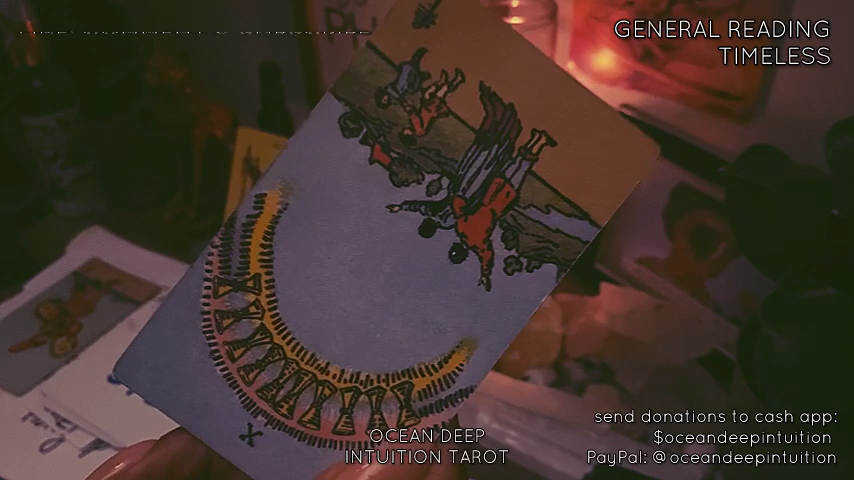 GENERAL READING
TIMELESS
X
OCEAN DEEP
INTUITION TAROT
send donations to cash app:
$oceandeepintuition
PayPal: @oceandeepintuition